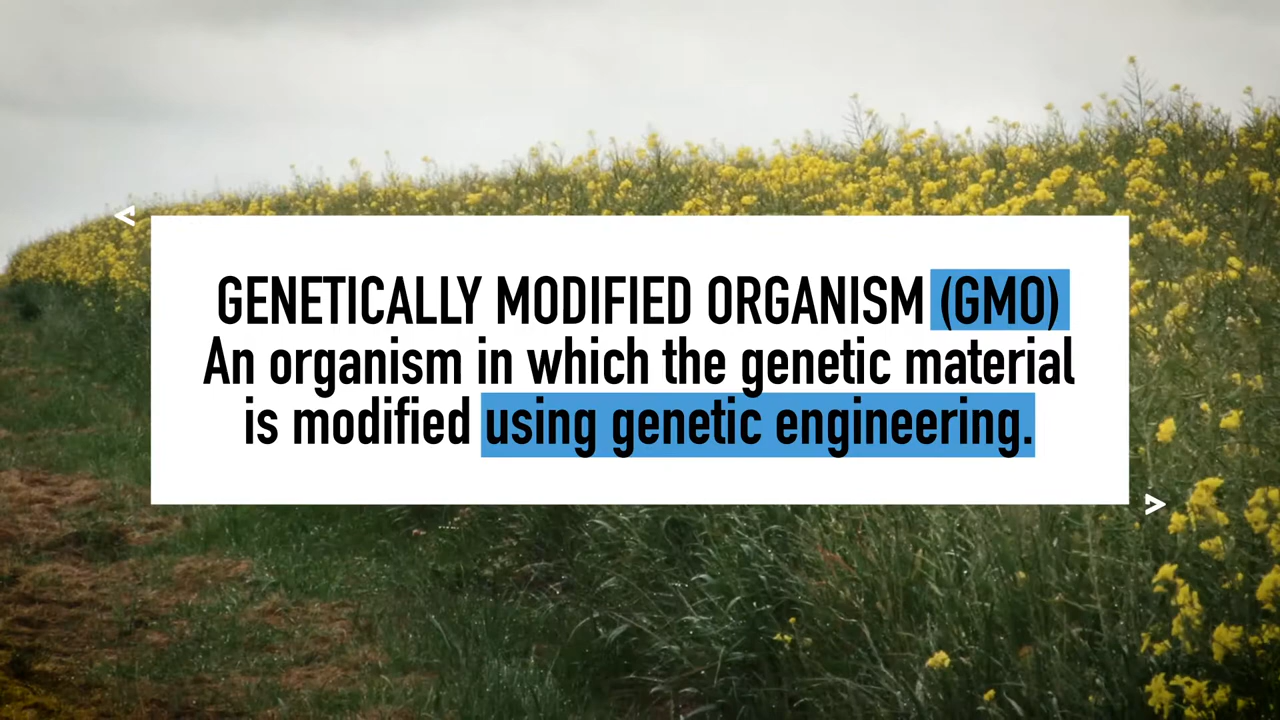 GENETICALLY MODIFIED ORGANISM (GMO)
An organism in which the genetic material
is modified using genetic engineering.